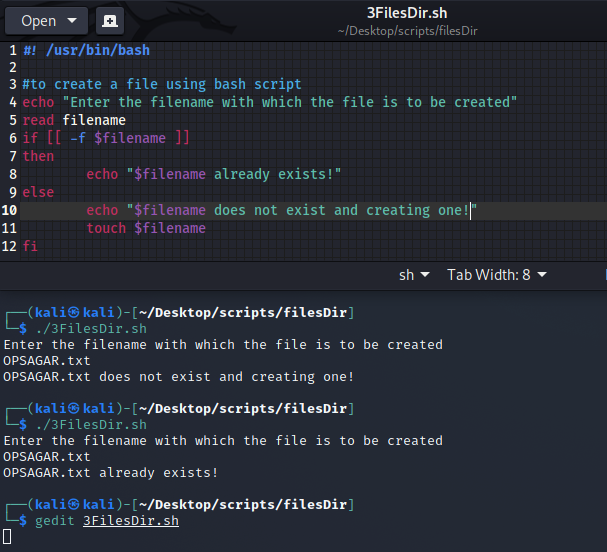 Open
3FilesDir.sh
~/Desktop/scripts/filesDir
1 #! /usr/bin/bash
2
3 #to create a file using bash script
4 echo "Enter the filename with which the file is to be created"
5 read filename
6 if [[ -f $filename ]]
7 then
8         echo "$filename already exists!"
9 else
10         echo "$filename does not exist and creating one!"
11         touch $filename
12 fi
sh Tab Width: 8
┌──(kali㉿kali)-[~/Desktop/scripts/filesDir]
└─$ ./3FilesDir.sh
Enter the filename with which the file is to be created
OPSAGAR.txt
OPSAGAR.txt does not exist and creating one!
┌──(kali㉿kali)-[~/Desktop/scripts/filesDir]
└─$ ./3FilesDir.sh
Enter the filename with which the file is to be created
OPSAGAR.txt
OPSAGAR.txt already exists!
┌──(kali㉿kali)-[~/Desktop/scripts/filesDir]
└─$ gedit 3FilesDir.sh